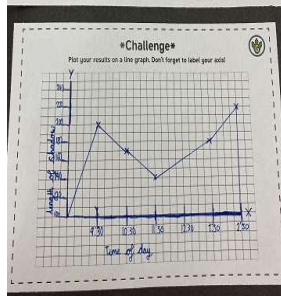 *Challenge*
Plot your results on a line graph. Don't forget to label your axis!
Y
length of shadow
X
9:30 10:30 11:30 12:30 1:30 2:30
Time of day